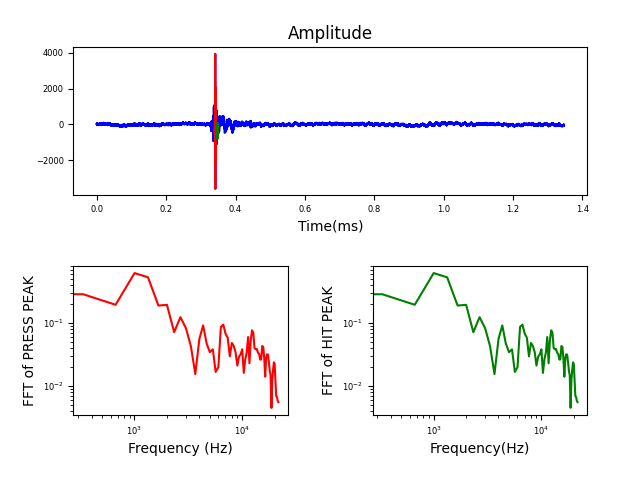 Amplitude
4000
2000
0
−2000
0.0 0.2 0.4 0.6 0.8 1.0 1.2 1.4
Time(ms)
FFT of PRESS PEAK
10⁻¹
10⁻²
10³ 10⁴
Frequency (Hz)
FFT of HIT PEAK
10⁻¹
10⁻²
10³ 10⁴
Frequency(Hz)